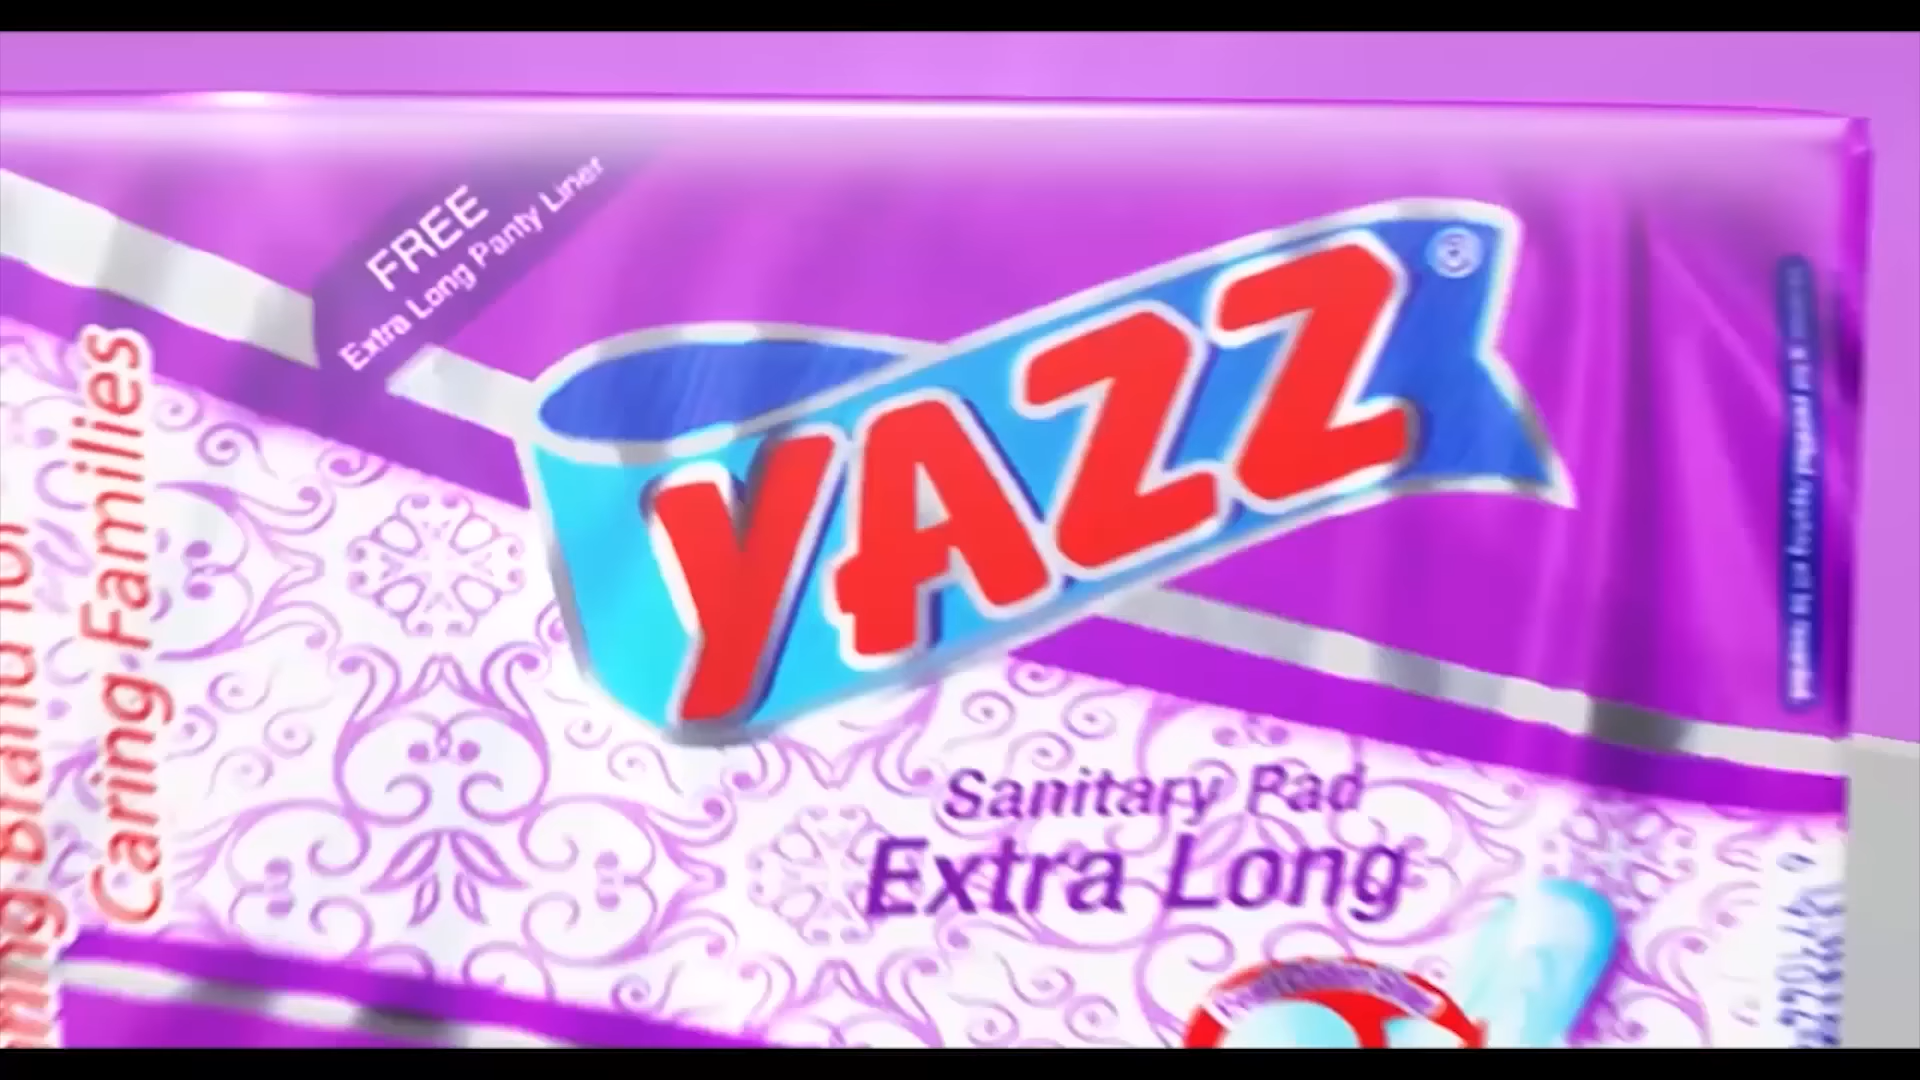 FREE
Extra Long Panty Liner
YAZZ
®
Caring Families
Sanitary Pad
Extra Long